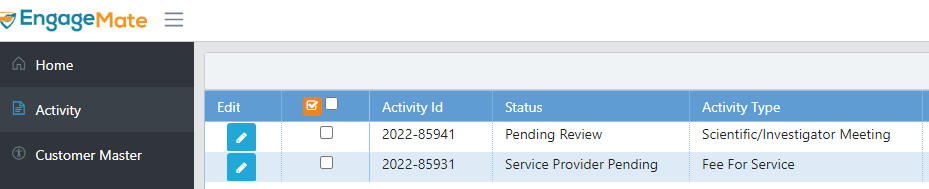 EngageMate
Home
Activity
Customer Master
Edit Activity Id Status Activity Type
2022-85941 Pending Review Scientific/Investigator Meeting
2022-85931 Service Provider Pending Fee For Service